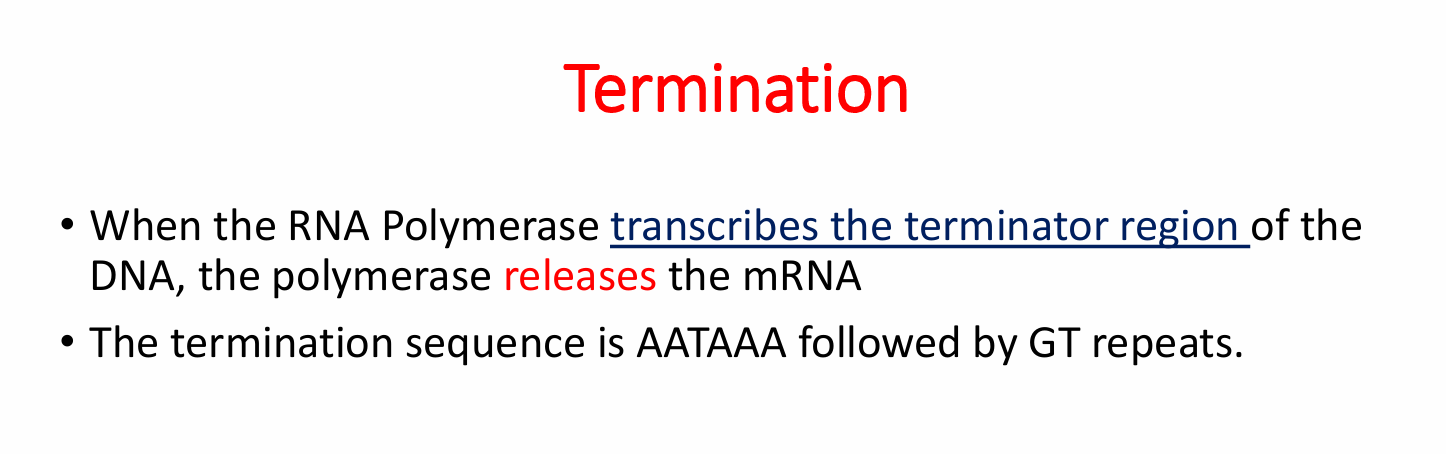 Termination
• When the RNA Polymerase transcribes the terminator region of the
DNA, the polymerase releases the mRNA
• The termination sequence is AATAAA followed by GT repeats.